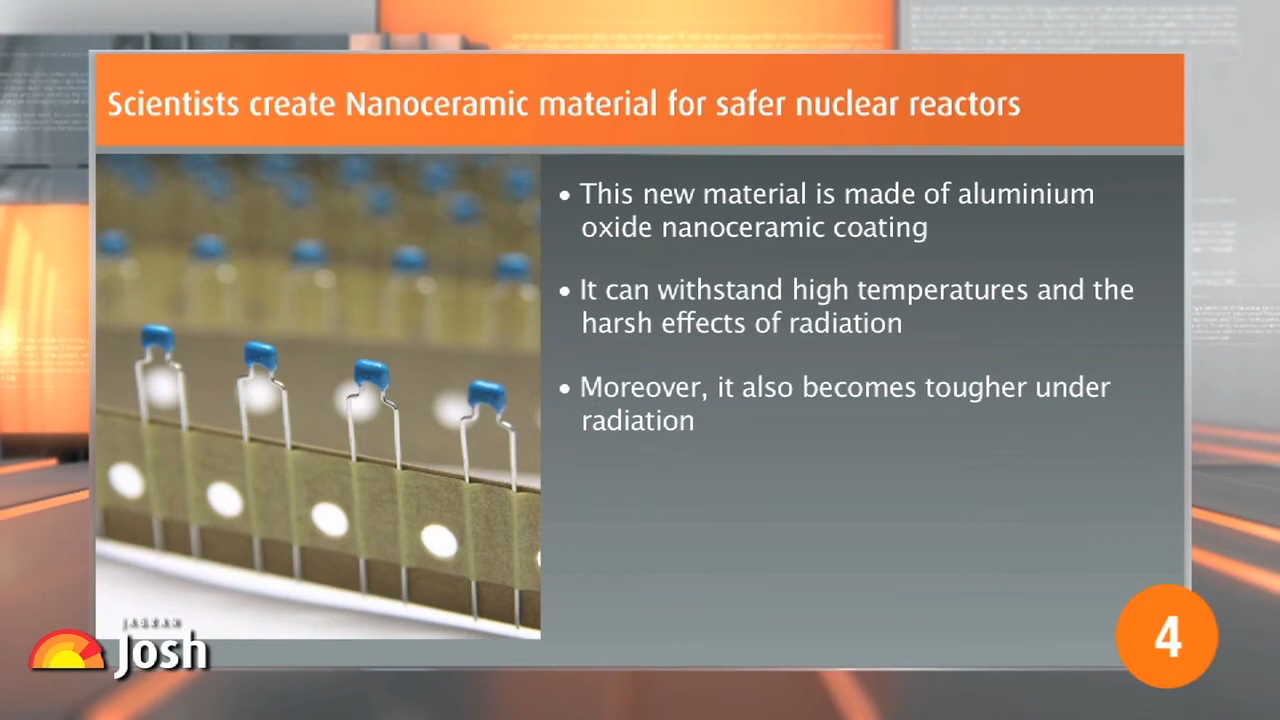 Scientists create Nanoceramic material for safer nuclear reactors
• This new material is made of aluminium
oxide nanoceramic coating
• It can withstand high temperatures and the
harsh effects of radiation
• Moreover, it also becomes tougher under
radiation
JAGRAN
Josh
4